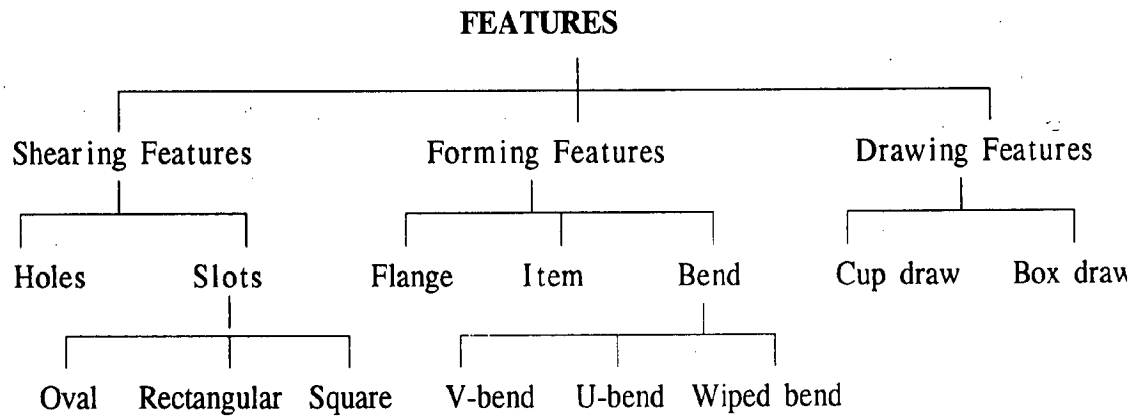 FEATURES
Shearing Features Forming Features Drawing Features
Holes Slots Flange Item Bend Cup draw Box draw
Oval Rectangular Square V-bend U-bend Wiped bend